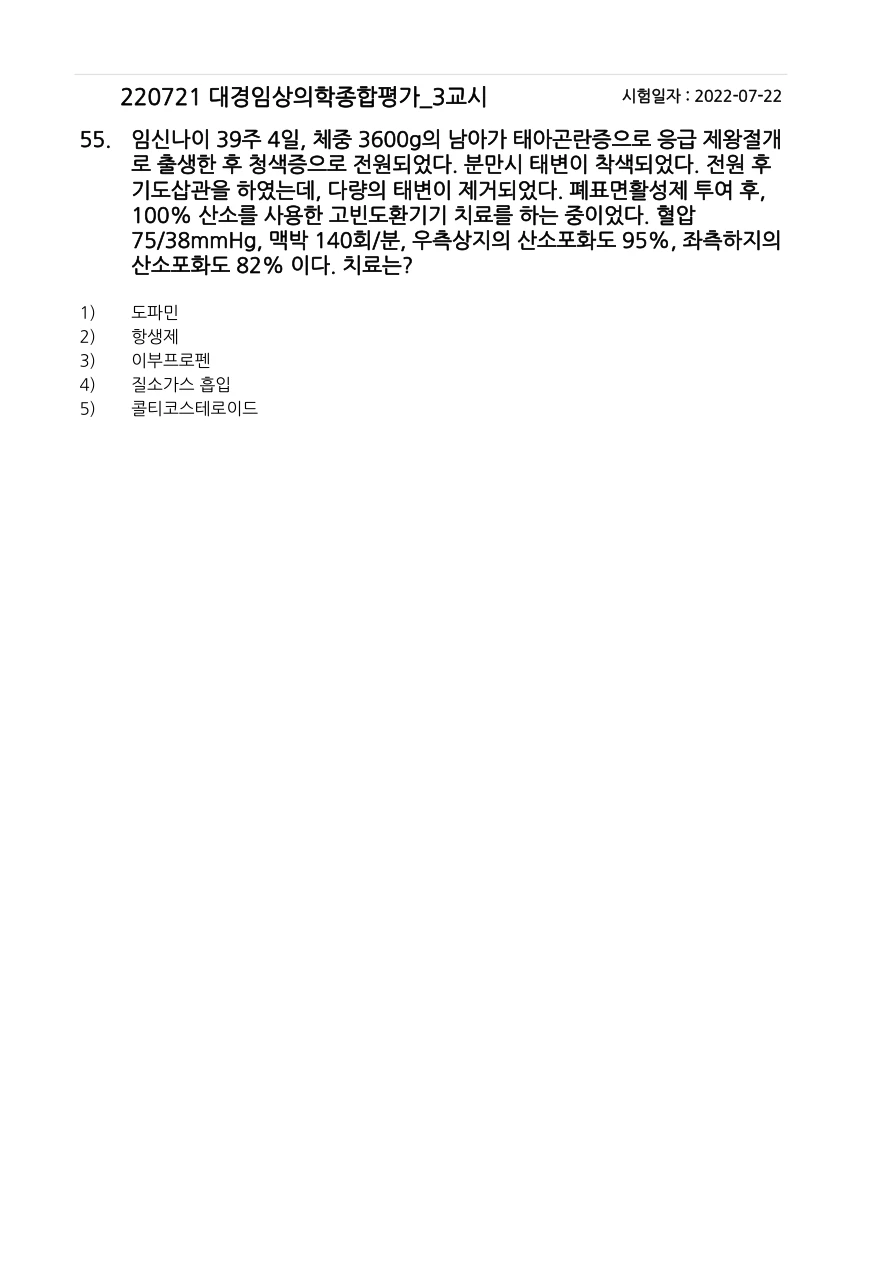 220721 대경임상의학종합평가_3교시 시험일자 : 2022-07-22
55. 임신나이 39주 4일, 체중 3600g의 남아가 태아곤란증으로 응급 제왕절개
로 출생한 후 청색증으로 전원되었다. 분만시 태변이 착색되었다. 전원 후
기도삽관을 하였는데, 다량의 태변이 제거되었다. 폐표면활성제 투여 후,
100% 산소를 사용한 고빈도환기기 치료를 하는 중이었다. 혈압
75/38mmHg, 맥박 140회/분, 우측상지의 산소포화도 95%, 좌측하지의
산소포화도 82% 이다. 치료는?
1) 도파민
2) 항생제
3) 이부프로펜
4) 질소가스 흡입
5) 콜티코스테로이드